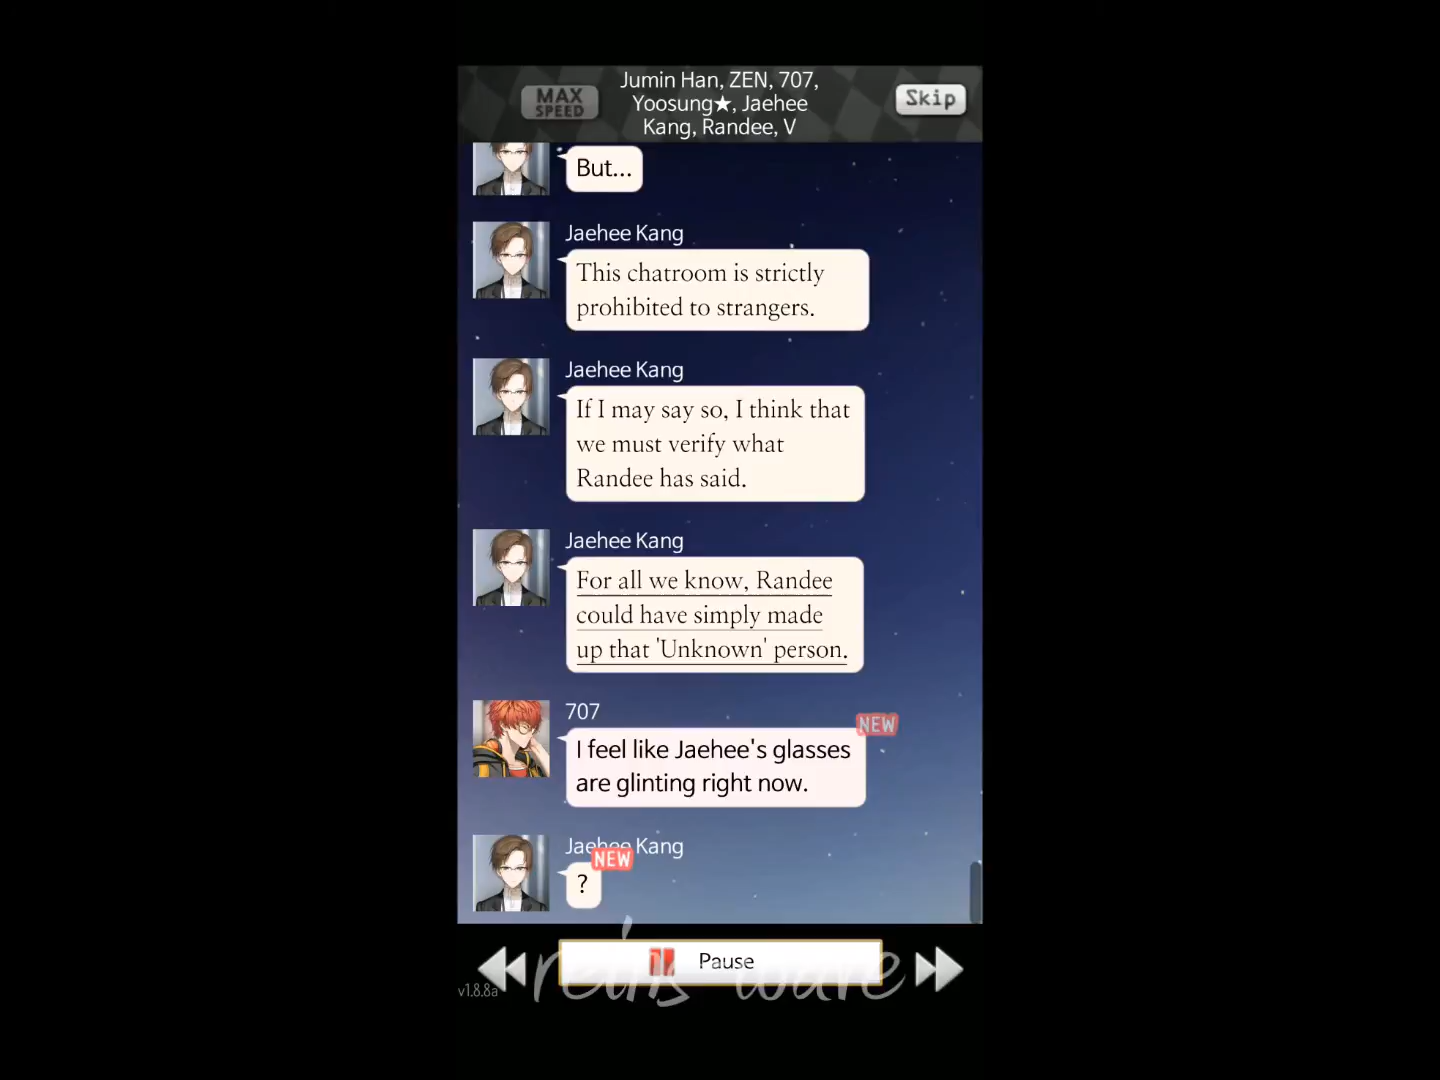 MAX
SPEED
Jumin Han, ZEN, 707,
Yoosung★, Jaehee
Kang, Randee, V
Skip
But...
Jaehee Kang
This chatroom is strictly
prohibited to strangers.
Jaehee Kang
If I may say so, I think that
we must verify what
Randee has said.
Jaehee Kang
For all we know, Randee
could have simply made
up that 'Unknown' person.
707
NEW
I feel like Jaehee's glasses
are glinting right now.
Jaehee Kang
NEW
?
Pause
v1.8.8a